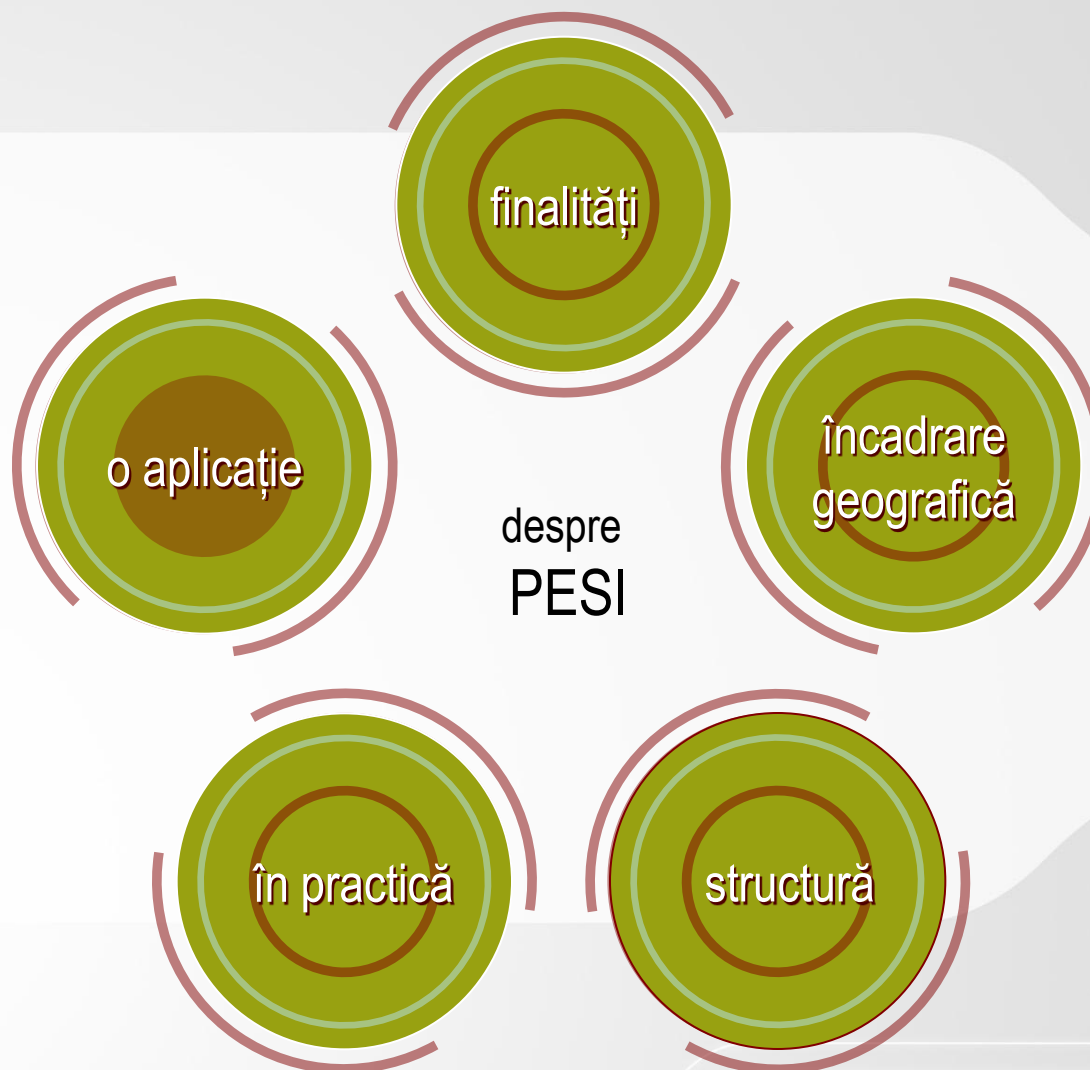 finalități
încadrare
geografică
o aplicație
despre
PESI
în practică
structură